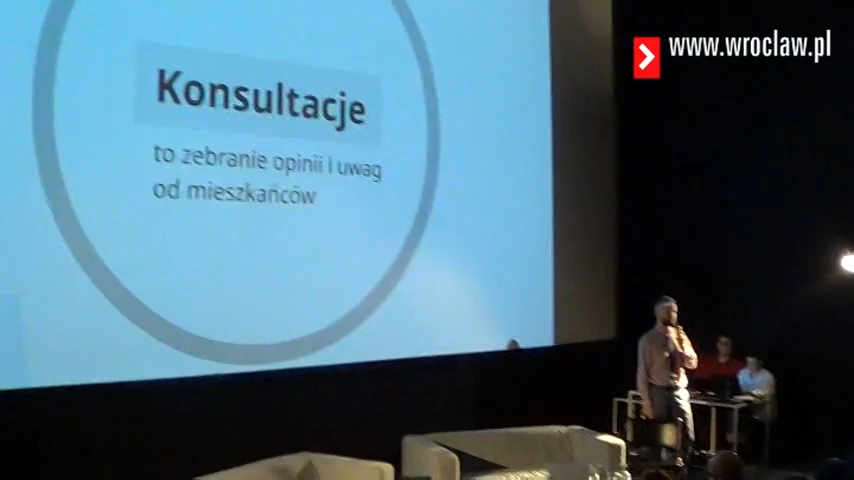 www.wroclaw.pl
Konsultacje
to zebranie opinii i uwag
od mieszkańców